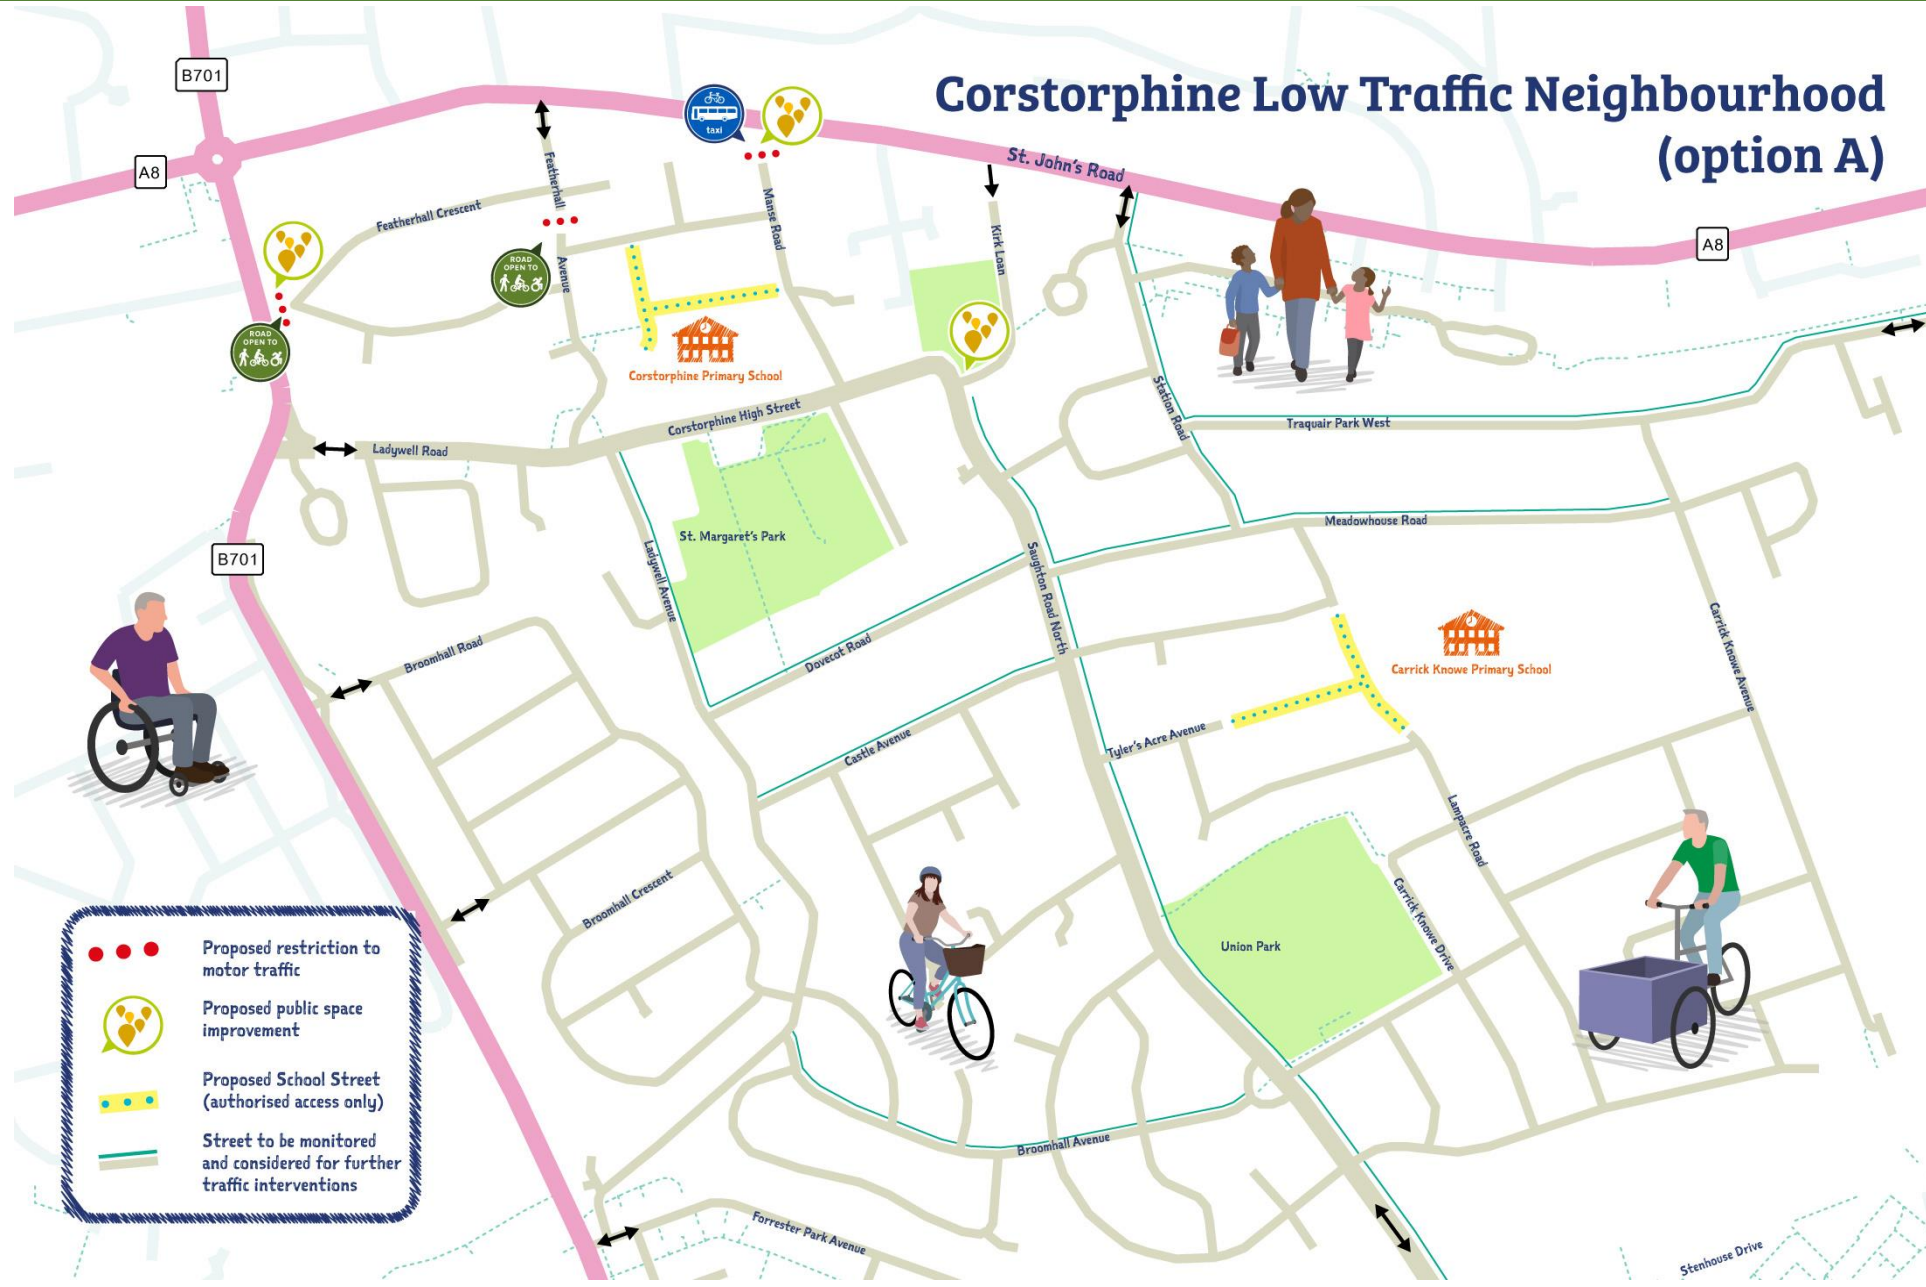 Corstorphine Low Traffic Neighbourhood
(option A)
B701
A8
taxi
St. John's Road
A8
Featherhall
Avenue
Featherhall Crescent
Manse Road
Kirk Loan
ROAD
OPEN TO
ROAD
OPEN TO
Corstorphine Primary School
Corstorphine High Street
Ladywell Road
Station Road
Traquair Park West
Meadowhouse Road
B701
St. Margaret's Park
Ladywell Avenue
Saughton Road North
Dovecot Road
Broomhall Road
Castle Avenue
Carrick Knowe Primary School
Carrick Knowe Avenue
Tyler's Acre Avenue
Lampacre Road
Carrick Knowe Drive
Broomhall Crescent
Union Park
Broomhall Avenue
Forrester Park Avenue
Stenhouse Drive
Proposed restriction to
motor traffic
Proposed public space
improvement
Proposed School Street
(authorised access only)
Street to be monitored
and considered for further
traffic interventions